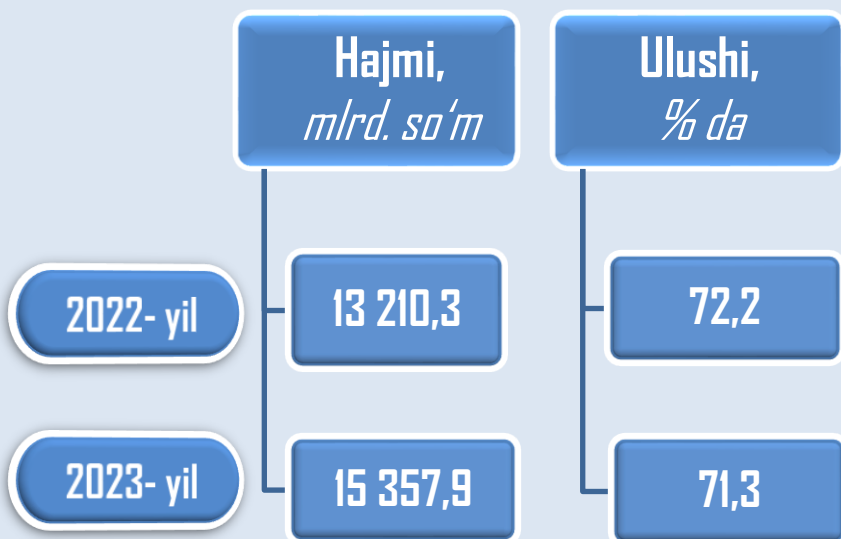 Hajmi,
mlrd. so‘m
Ulushi,
% da
2022- yil
13 210,3
72,2
2023- yil
15 357,9
71,3